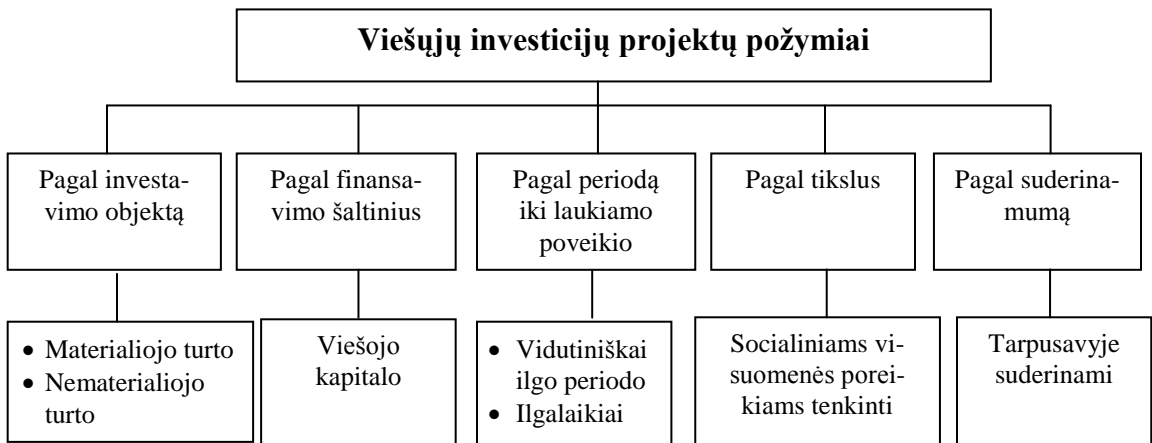 Viešųjų investicijų projektų požymiai
Pagal investa-
vimo objektą
Pagal finansa-
vimo šaltinius
Pagal periodą
iki laukiamo
poveikio
Pagal tikslus
Pagal suderina-
mumą
• Materialiojo turto
• Nematerialiojo
turto
Viešojo
kapitalo
• Vidutiniškai
ilgo periodo
• Ilgalaikiai
Socialiniams vi-
suomenės porei-
kiams tenkinti
Tarpusavyje
suderinami